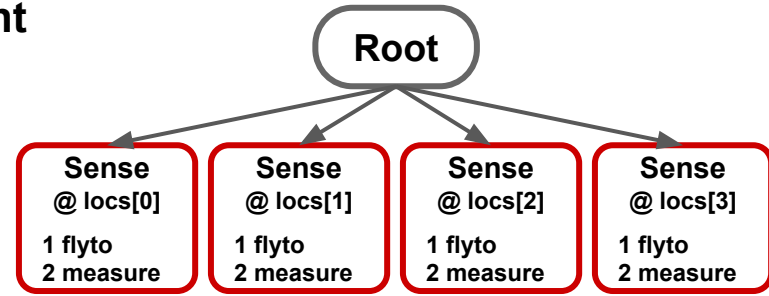 nt
Root
Sense
@ locs[0]
1 flyto
2 measure
Sense
@ locs[1]
1 flyto
2 measure
Sense
@ locs[2]
1 flyto
2 measure
Sense
@ locs[3]
1 flyto
2 measure